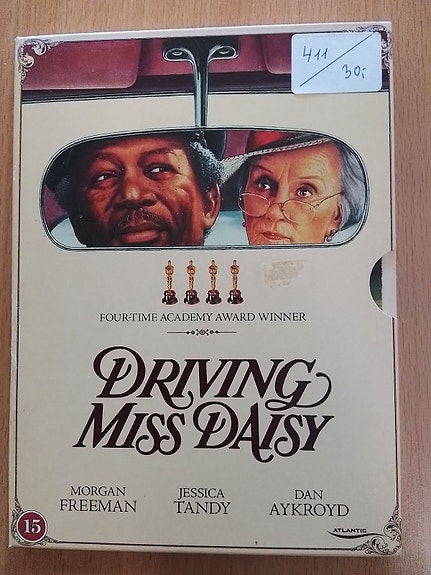 411
30,-
FOUR-TIME ACADEMY AWARD WINNER
DRIVING
MISS DAISY
MORGAN
FREEMAN
JESSICA
TANDY
DAN
AYKROYD
15
ATLANTIC